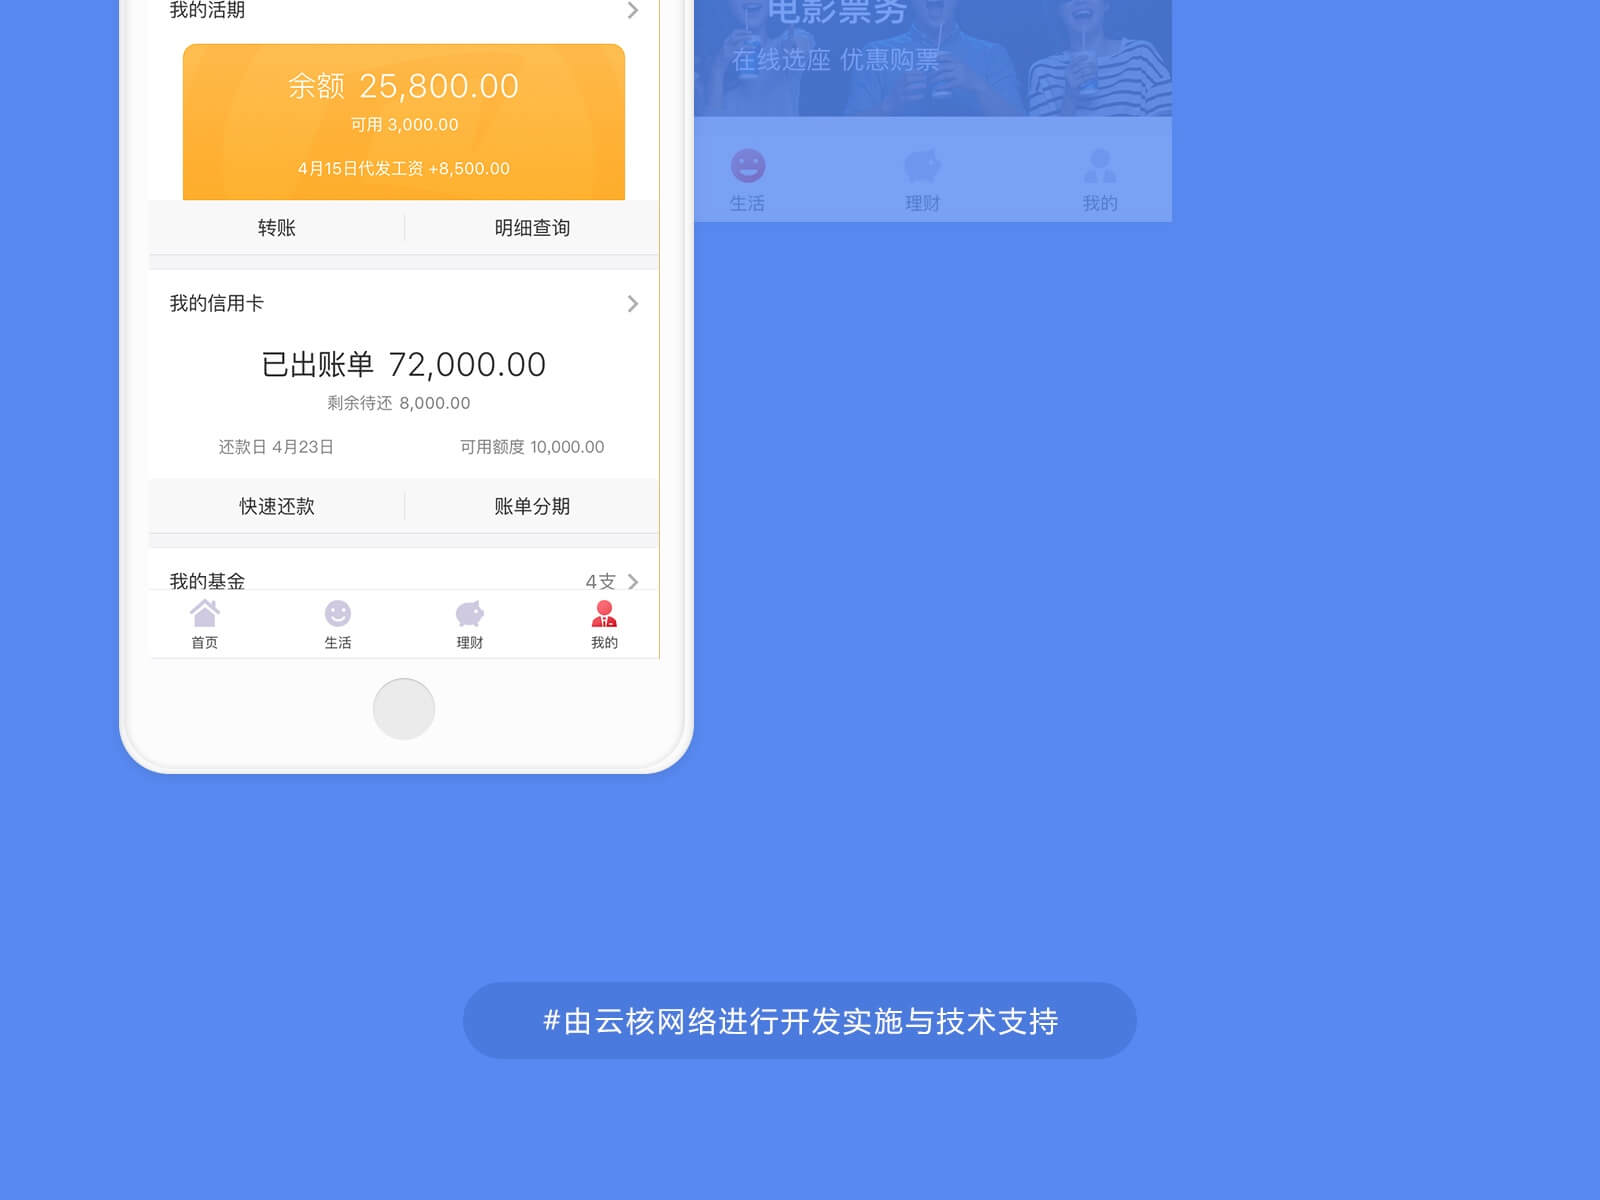 我的活期
余额 25,800.00
可用 3,000.00
4月15日代发工资 +8,500.00
转账
明细查询
我的信用卡
已出账单 72,000.00
剩余待还 8,000.00
还款日 4月23日
可用额度 10,000.00
快速还款
账单分期
我的基金
4支
首页
生活
理财
我的
电影票务
在线选座 优惠购票
生活
理财
我的
#由云核网络进行开发实施与技术支持